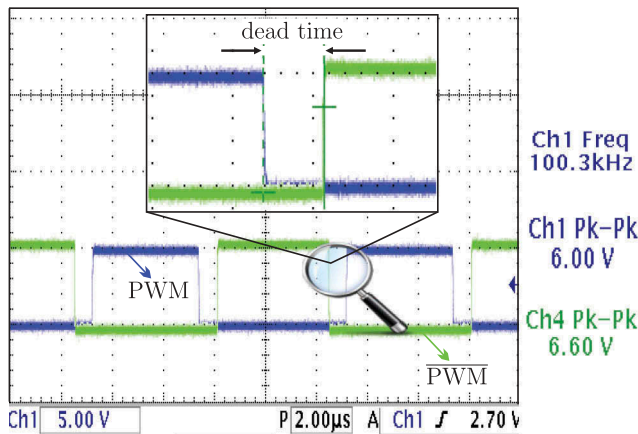 dead time
Ch1 Freq
100.3kHz
Ch1 Pk-Pk
6.00 V
PWM
Ch4 Pk-Pk
6.60 V
P̅W̅M̅
Ch1 5.00 V P 2.00µs A Ch1 ƒ 2.70 V